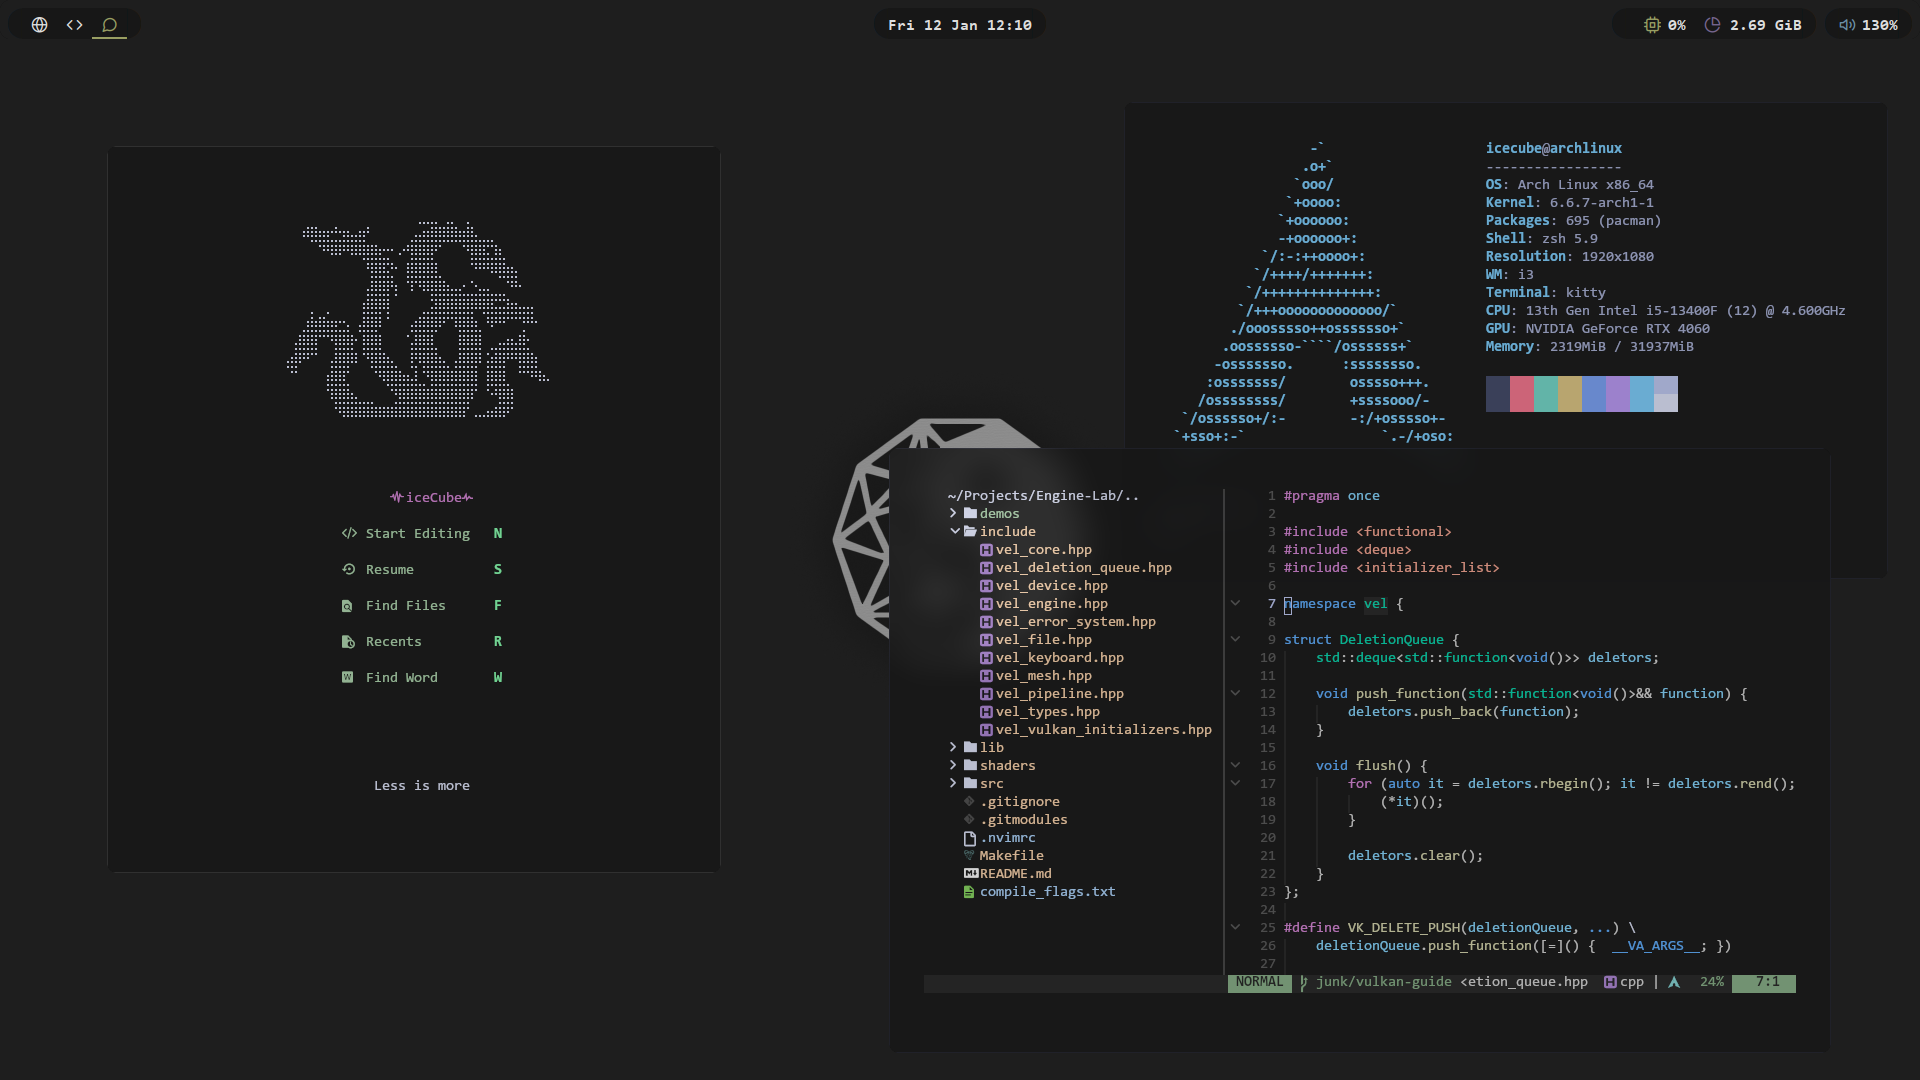 Fri 12 Jan 12:10
0% 2.69 GiB 130%
iceCube
Start Editing N
Resume S
Find Files F
Recents R
Find Word W
Less is more
-`
.o+`
`ooo/
`+oooo:
`+oooooo:
-+oooooo+:
`/:-:++oooo+:
`/++++/+++++++:
`/++++++++++++++:
`/+++ooooooooooooo/`
./ooosssso++osssssso+`
.oossssso-````/ossssss+`
-osssssso. :ssssssso.
:osssssss/ osssso+++.
/ossssssss/ +ssssooo/-
`/ossssso+/:- -:/+osssso+-
`+sso+:-` `.-/+oso:
icecube@archlinux
-----------------
OS: Arch Linux x86_64
Kernel: 6.6.7-arch1-1
Packages: 695 (pacman)
Shell: zsh 5.9
Resolution: 1920x1080
WM: i3
Terminal: kitty
CPU: 13th Gen Intel i5-13400F (12) @ 4.600GHz
GPU: NVIDIA GeForce RTX 4060
Memory: 2319MiB / 31937MiB
~/Projects/Engine-Lab/..
demos
include
vel_core.hpp
vel_deletion_queue.hpp
vel_device.hpp
vel_engine.hpp
vel_error_system.hpp
vel_file.hpp
vel_keyboard.hpp
vel_mesh.hpp
vel_pipeline.hpp
vel_types.hpp
vel_vulkan_initializers.hpp
lib
shaders
src
.gitignore
.gitmodules
.nvimrc
Makefile
README.md
compile_flags.txt
1 #pragma once
2
3 #include <functional>
4 #include <deque>
5 #include <initializer_list>
6
7 namespace vel {
8
9 struct DeletionQueue {
10 std::deque<std::function<void()>> deletors;
11
12 void push_function(std::function<void()>&& function) {
13 deletors.push_back(function);
14 }
15
16 void flush() {
17 for (auto it = deletors.rbegin(); it != deletors.rend();
18 (*it)();
19 }
20
21 deletors.clear();
22 }
23 };
24
25 #define VK_DELETE_PUSH(deletionQueue, ...) \
26 deletionQueue.push_function([=]() { __VA_ARGS__; })
27
NORMAL junk/vulkan-guide <etion_queue.hpp cpp | 24% 7:1